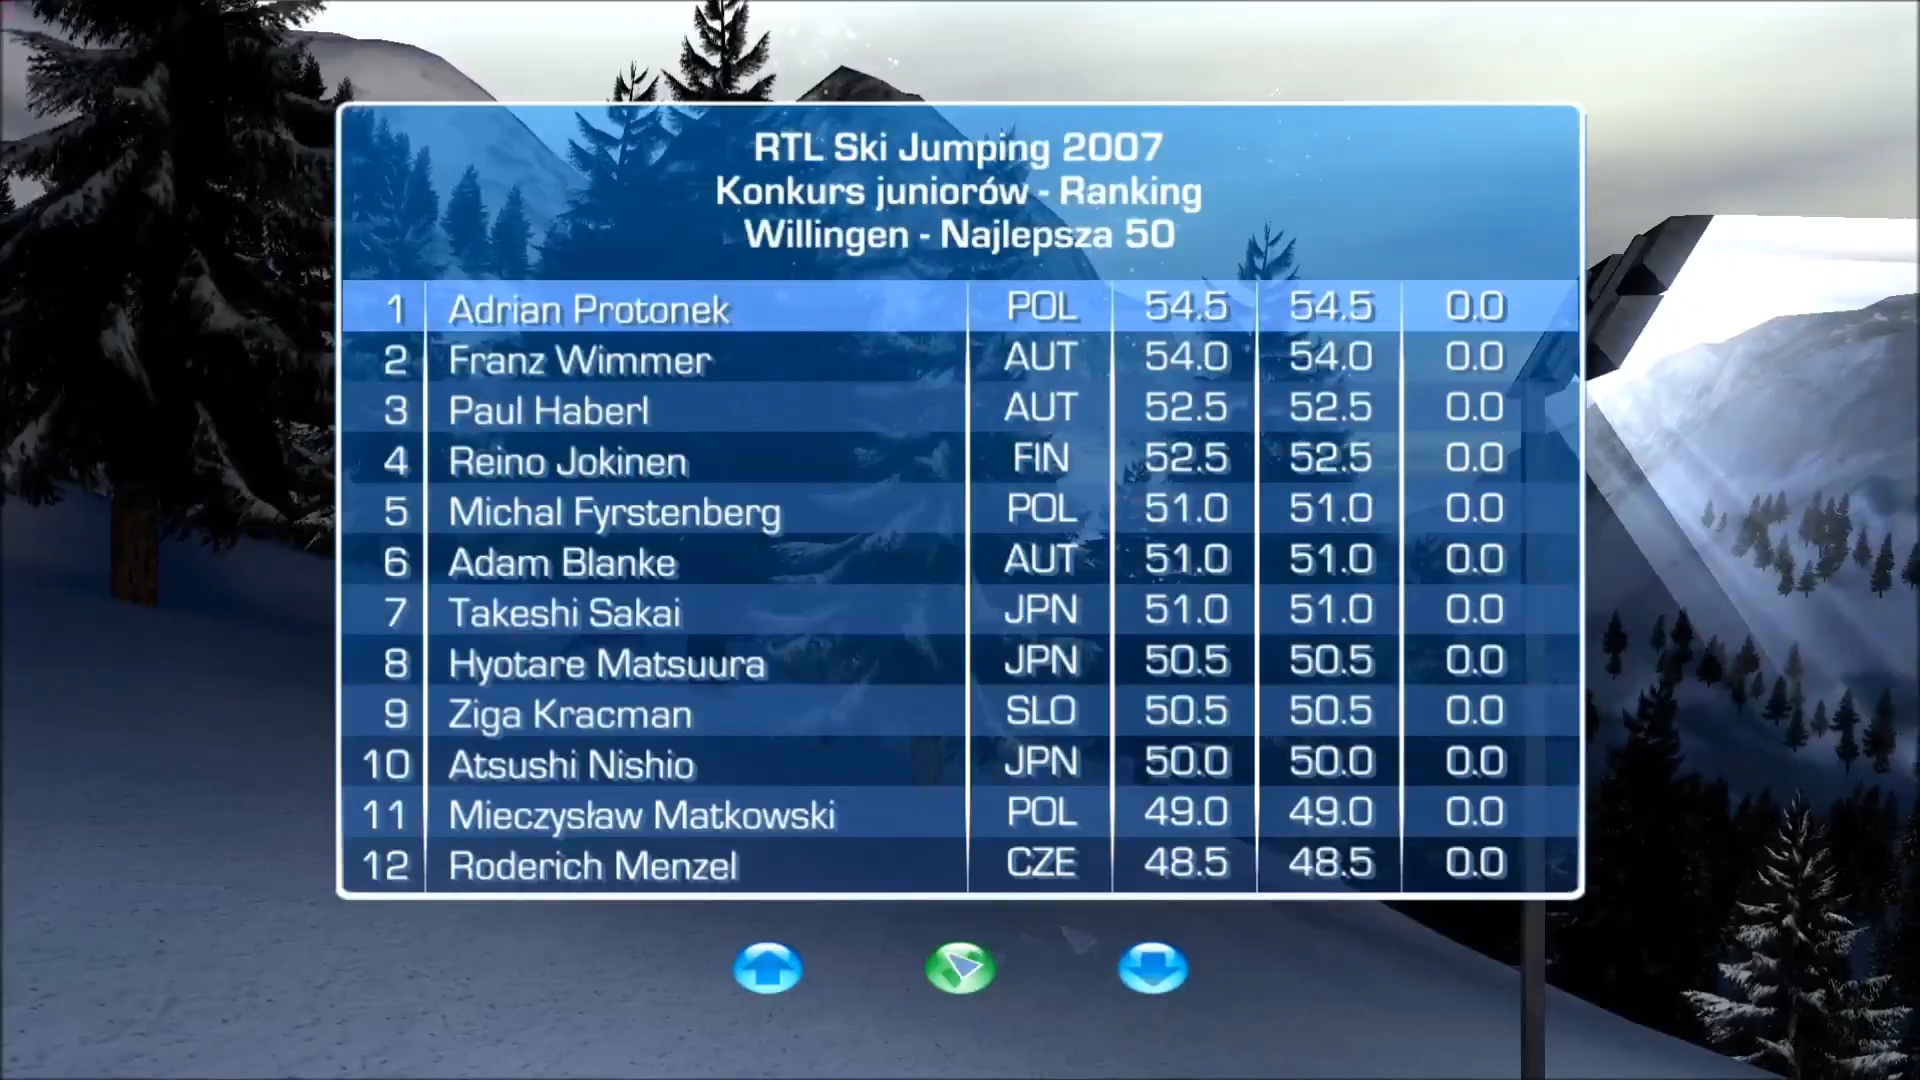 RTL Ski Jumping 2007
Konkurs juniorów - Ranking
Willingen - Najlepsza 50
1 Adrian Protonek POL 54.5 54.5 0.0
2 Franz Wimmer AUT 54.0 54.0 0.0
3 Paul Haberl AUT 52.5 52.5 0.0
4 Reino Jokinen FIN 52.5 52.5 0.0
5 Michal Fyrstenberg POL 51.0 51.0 0.0
6 Adam Blanke AUT 51.0 51.0 0.0
7 Takeshi Sakai JPN 51.0 51.0 0.0
8 Hyotare Matsuura JPN 50.5 50.5 0.0
9 Ziga Kracman SLO 50.5 50.5 0.0
10 Atsushi Nishio JPN 50.0 50.0 0.0
11 Mieczysław Matkowski POL 49.0 49.0 0.0
12 Roderich Menzel CZE 48.5 48.5 0.0